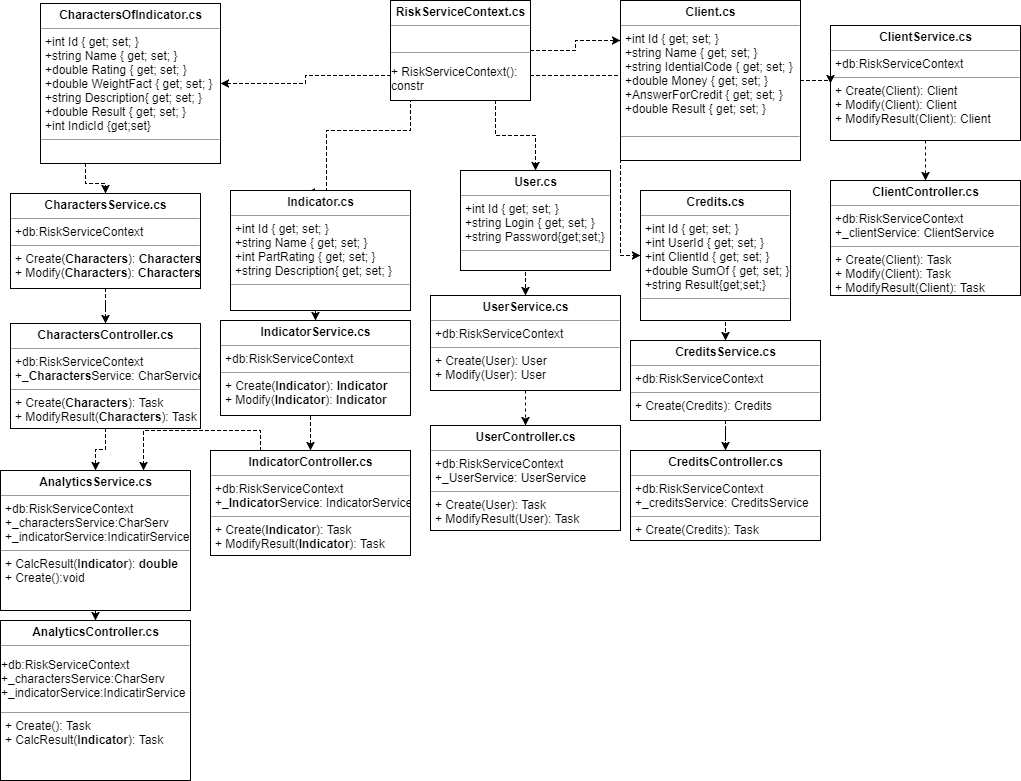 CharactersOfIndicator.cs
+int Id { get; set; }
+string Name { get; set; }
+double Rating { get; set; }
+double WeightFact { get; set; }
+string Description{ get; set; }
+double Result { get; set; }
+int IndicId {get;set}
RiskServiceContext.cs
+ RiskServiceContext():
constr
Client.cs
+int Id { get; set; }
+string Name { get; set; }
+string IdentialCode { get; set; }
+double Money { get; set; }
+AnswerForCredit { get; set; }
+double Result { get; set; }
ClientService.cs
+db:RiskServiceContext
+ Create(Client): Client
+ Modify(Client): Client
+ ModifyResult(Client): Client
CharactersService.cs
+db:RiskServiceContext
+ Create(Characters): Characters
+ Modify(Characters): Characters
Indicator.cs
+int Id { get; set; }
+string Name { get; set; }
+int PartRating { get; set; }
+string Description{ get; set; }
User.cs
+int Id { get; set; }
+string Login { get; set; }
+string Password{get;set;}
Credits.cs
+int Id { get; set; }
+int UserId { get; set; }
+int ClientId { get; set; }
+double SumOf { get; set; }
+string Result{get;set;}
ClientController.cs
+db:RiskServiceContext
+_clientService: ClientService
+ Create(Client): Task
+ Modify(Client): Task
+ ModifyResult(Client): Task
CharactersController.cs
+db:RiskServiceContext
+_CharactersService: CharService
+ Create(Characters): Task
+ ModifyResult(Characters): Task
IndicatorService.cs
+db:RiskServiceContext
+ Create(Indicator): Indicator
+ Modify(Indicator): Indicator
UserService.cs
+db:RiskServiceContext
+ Create(User): User
+ Modify(User): User
CreditsService.cs
+db:RiskServiceContext
+ Create(Credits): Credits
AnalyticsService.cs
+db:RiskServiceContext
+_charactersService:CharServ
+_indicatorService:IndicatirService
+ CalcResult(Indicator): double
+ Create():void
IndicatorController.cs
+db:RiskServiceContext
+_IndicatorService: IndicatorService
+ Create(Indicator): Task
+ ModifyResult(Indicator): Task
UserController.cs
+db:RiskServiceContext
+_UserService: UserService
+ Create(User): Task
+ ModifyResult(User): Task
CreditsController.cs
+db:RiskServiceContext
+_creditsService: CreditsService
+ Create(Credits): Task
AnalyticsController.cs
+db:RiskServiceContext
+_charactersService:CharServ
+_indicatorService:IndicatirService
+ Create(): Task
+ CalcResult(Indicator): Task